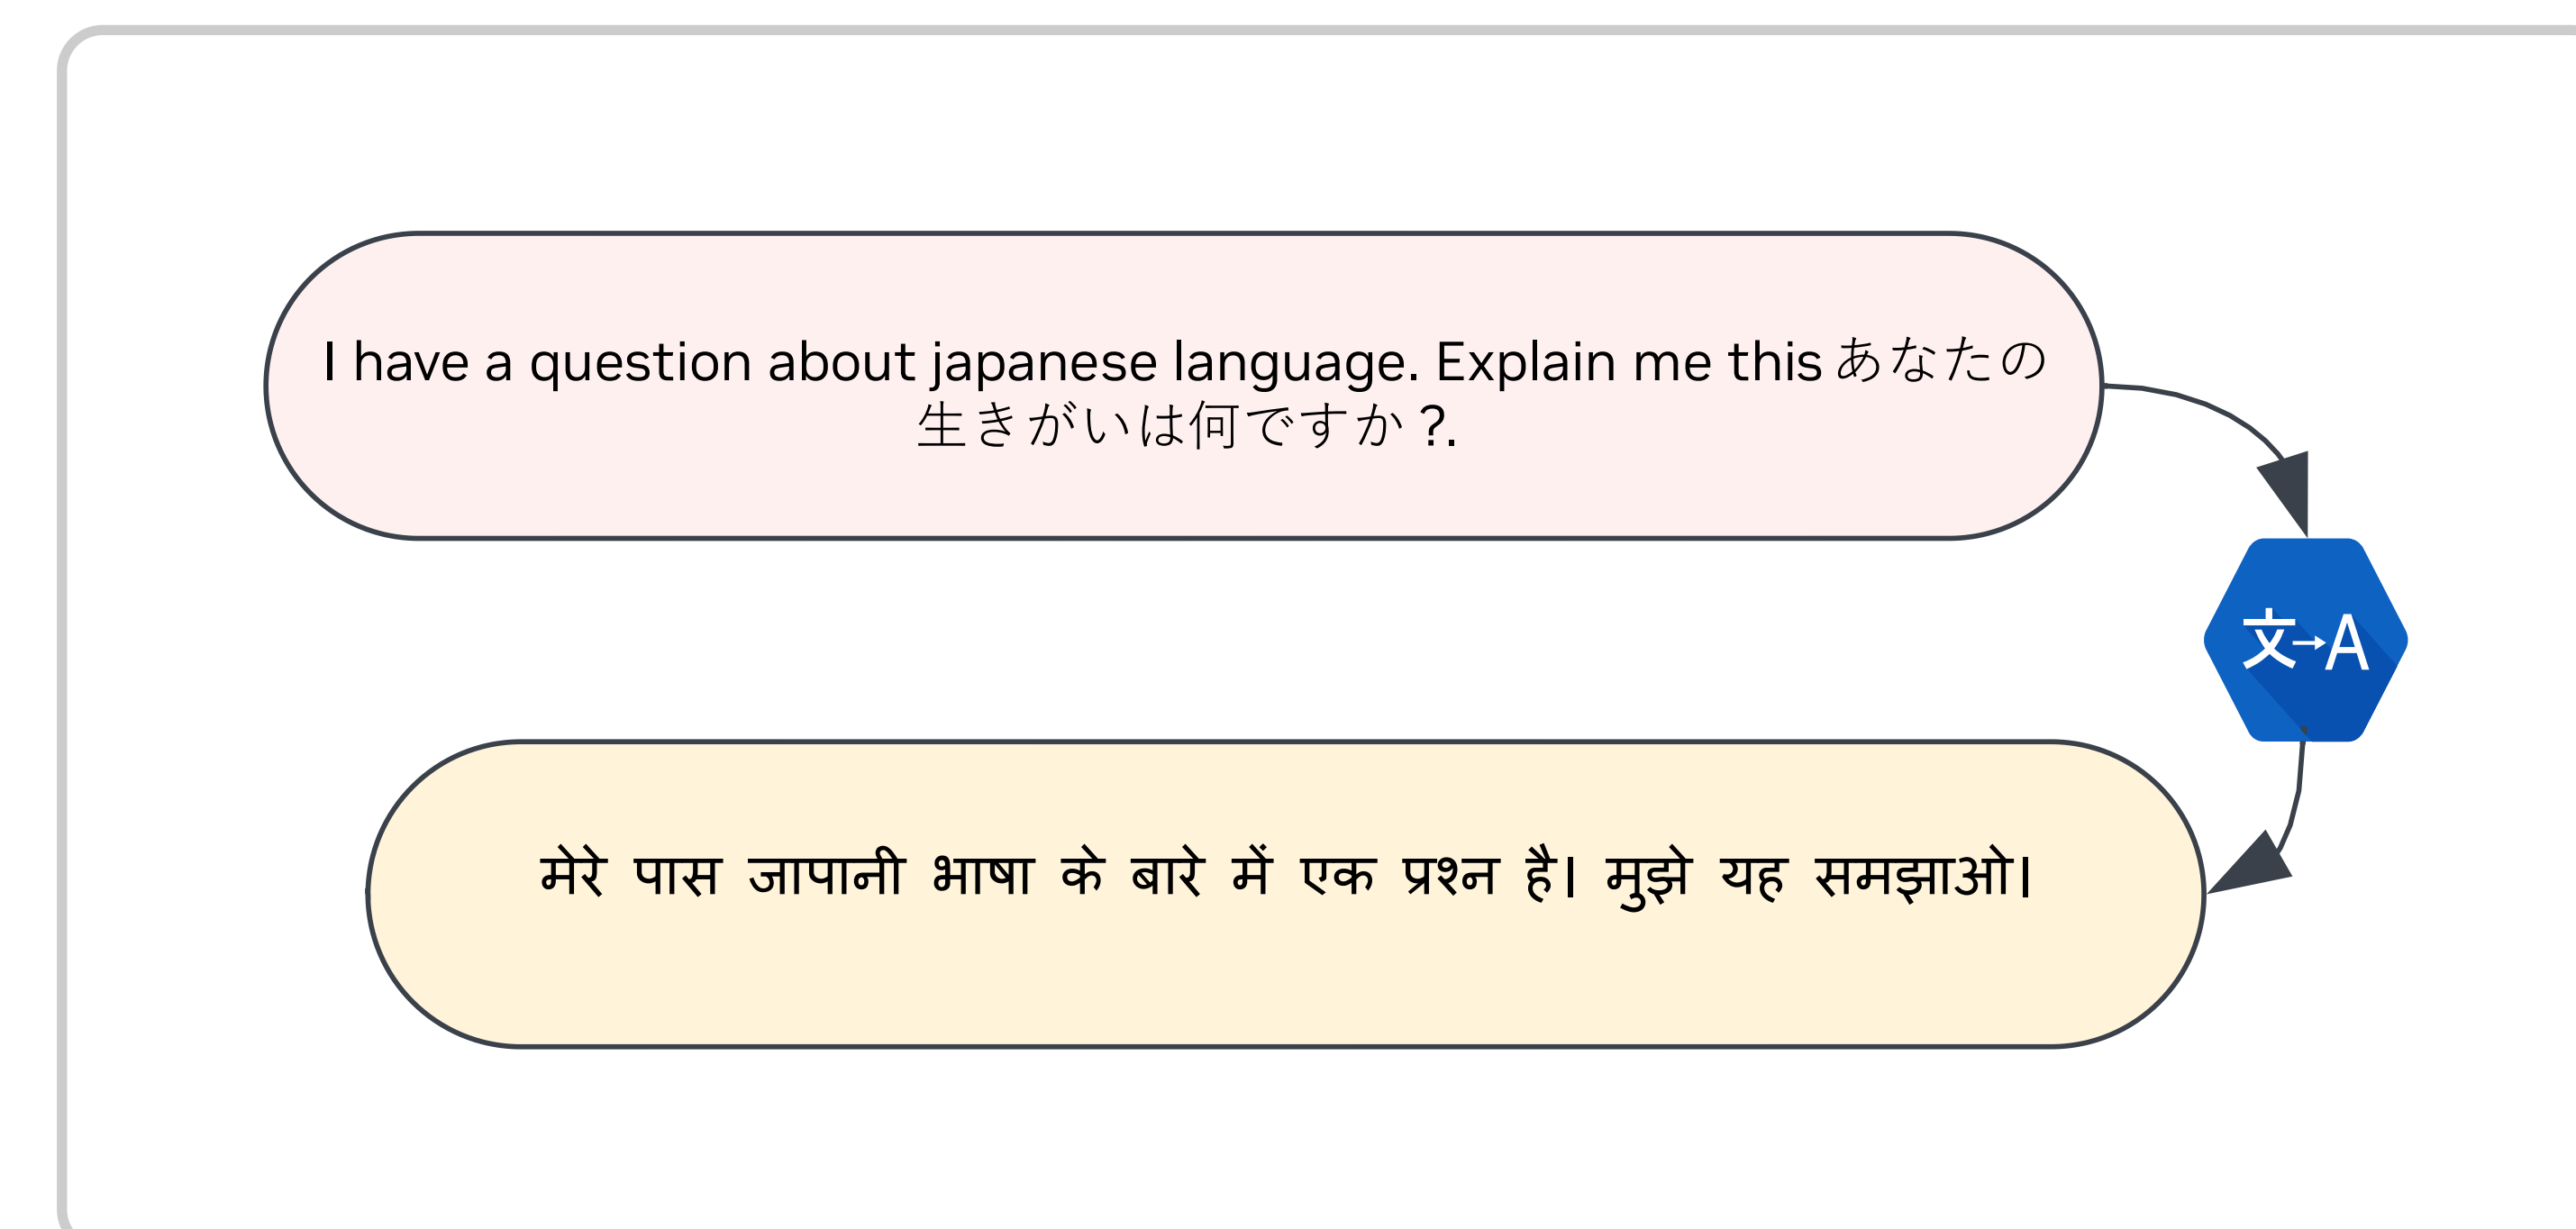 I have a question about japanese language. Explain me this あなたの
生きがいは何ですか ?.
文→A
मेरे पास जापानी भाषा के बारे में एक प्रश्न है। मुझे यह समझाओ।